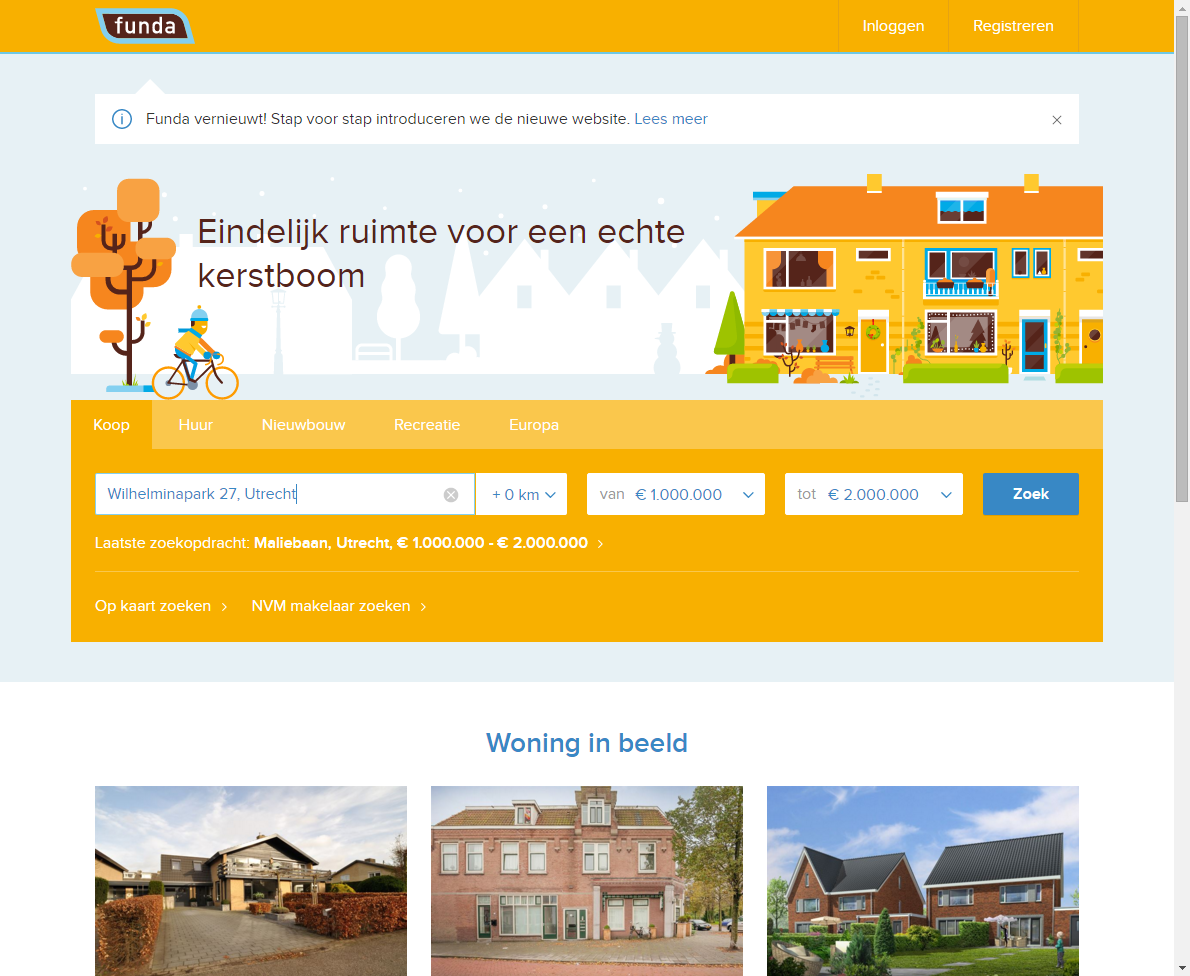 funda
Inloggen
Registreren
Funda vernieuwt! Stap voor stap introduceren we de nieuwe website. Lees meer
Eindelijk ruimte voor een echte
kerstboom
Koop
Huur
Nieuwbouw
Recreatie
Europa
Wilhelminapark 27, Utrecht
+ 0 km
van € 1.000.000
tot € 2.000.000
Zoek
Laatste zoekopdracht: Maliebaan, Utrecht, € 1.000.000 - € 2.000.000
Op kaart zoeken
NVM makelaar zoeken
Woning in beeld